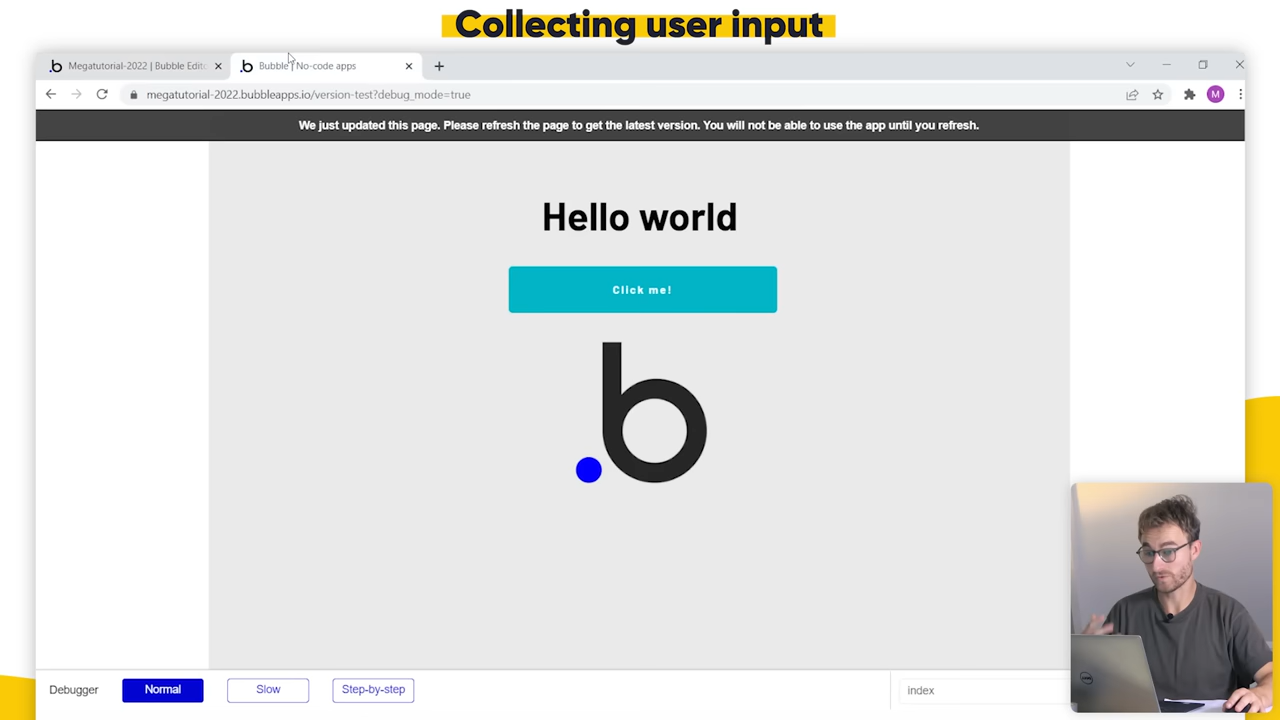 Collecting user input
Megatutorial-2022 | Bubble Edito
Bubble | No-code apps
megatutorial-2022.bubbleapps.io/version-test?debug_mode=true
M
We just updated this page. Please refresh the page to get the latest version. You will not be able to use the app until you refresh.
Hello world
Click me!
.b
Debugger
Normal
Slow
Step-by-step
index